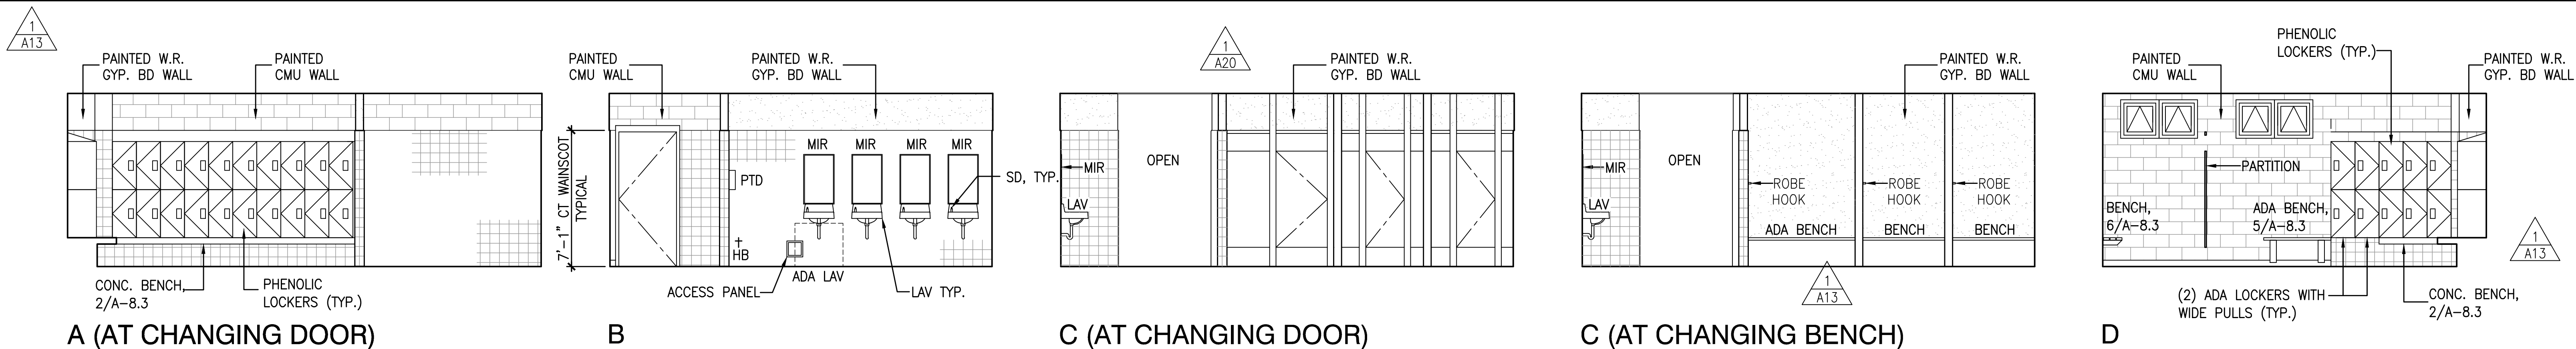 1
A13
PAINTED W.R.
GYP. BD WALL
PAINTED
CMU WALL
CONC. BENCH,
2/A-8.3
PHENOLIC
LOCKERS (TYP.)
A (AT CHANGING DOOR)
PAINTED
CMU WALL
PAINTED W.R.
GYP. BD WALL
7'-1" CT WAINSCOT
TYPICAL
MIR
MIR
MIR
MIR
PTD
SD, TYP.
HB
ADA LAV
ACCESS PANEL
LAV TYP.
B
1
A20
PAINTED W.R.
GYP. BD WALL
OPEN
MIR
LAV
C (AT CHANGING DOOR)
PAINTED W.R.
GYP. BD WALL
OPEN
MIR
LAV
ROBE
HOOK
ROBE
HOOK
ROBE
HOOK
ADA BENCH
BENCH
BENCH
1
A13
C (AT CHANGING BENCH)
PHENOLIC
LOCKERS (TYP.)
PAINTED
CMU WALL
PAINTED W.R.
GYP. BD WALL
PARTITION
BENCH,
6/A-8.3
ADA BENCH,
5/A-8.3
1
A13
(2) ADA LOCKERS WITH
WIDE PULLS (TYP.)
CONC. BENCH,
2/A-8.3
D